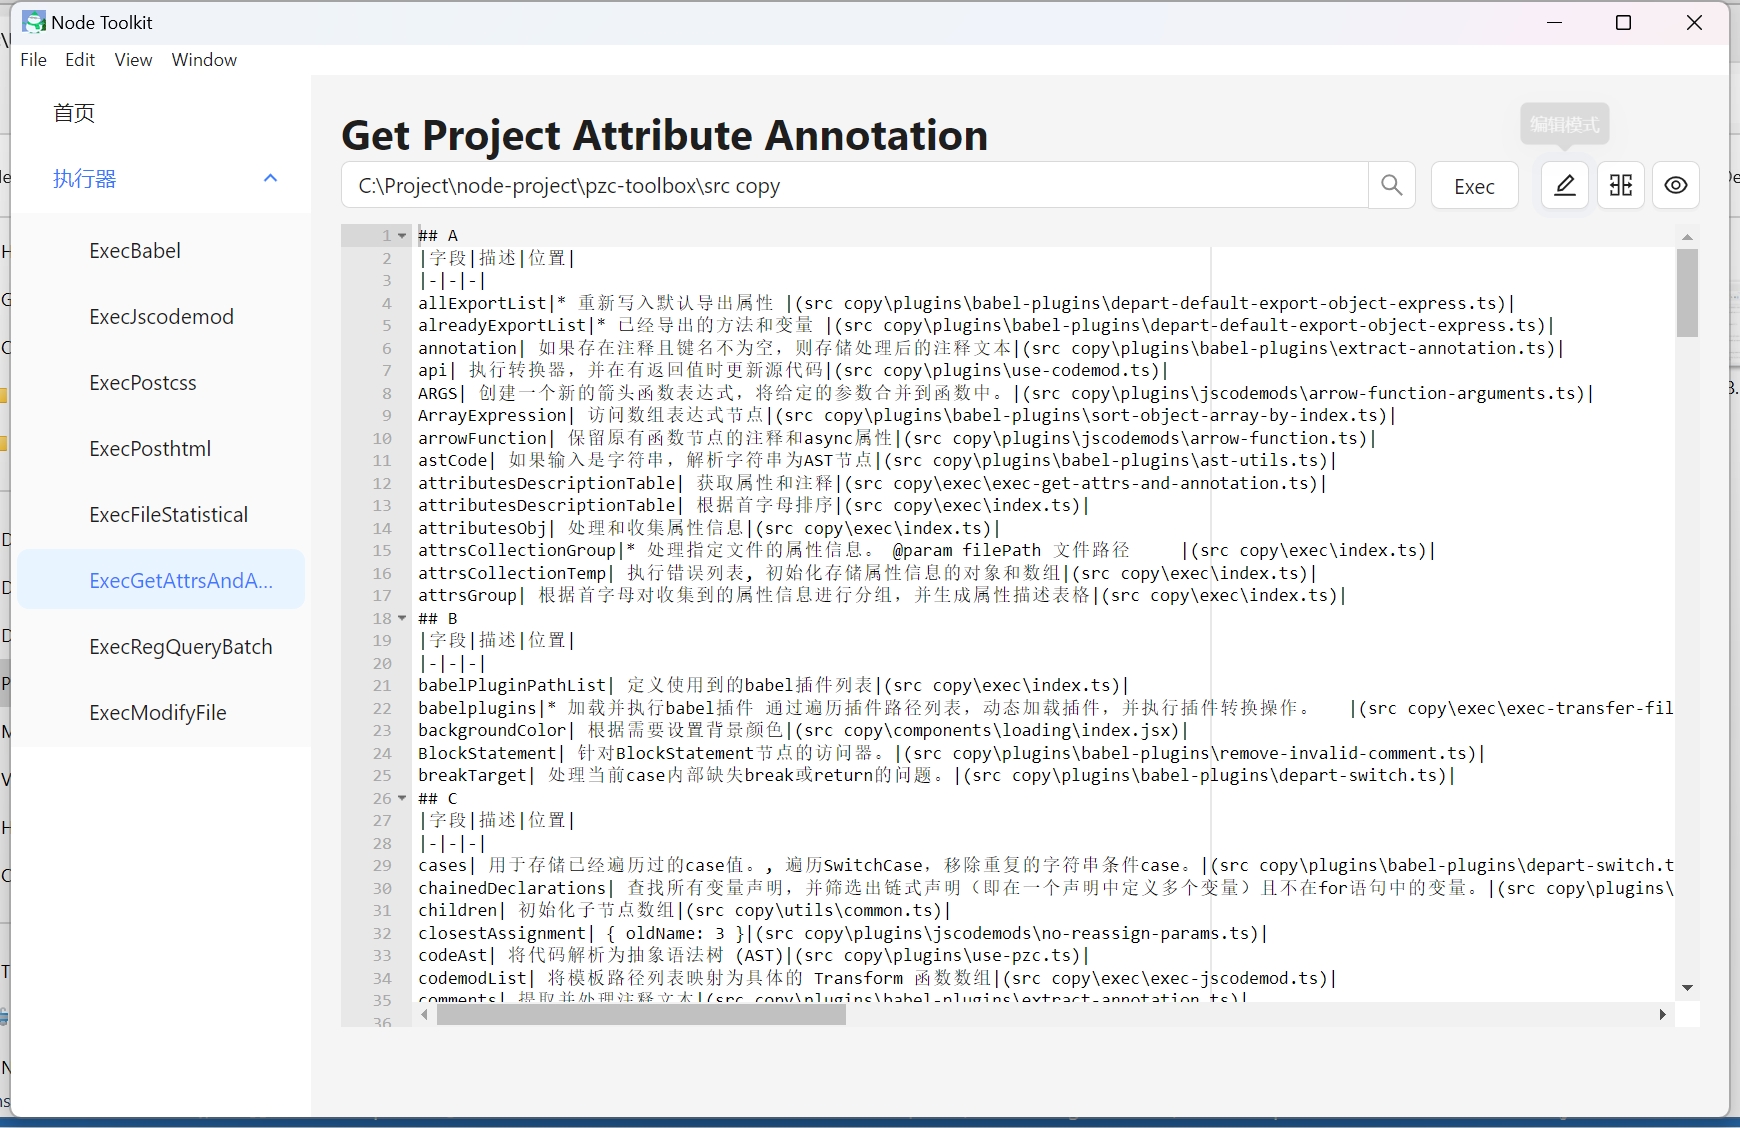 Node Toolkit
File Edit View Window
首页
执行器
ExecBabel
ExecJscodemod
ExecPostcss
ExecPosthtml
ExecFileStatistical
ExecGetAttrsAndA...
ExecRegQueryBatch
ExecModifyFile
Get Project Attribute Annotation
编辑模式
C:\Project\node-project\pzc-toolbox\src copy
Exec
1 ## A
2 |字段|描述|位置|
3 |-|-|-|
4 allExportList|* 重新写入默认导出属性 |(src copy\plugins\babel-plugins\depart-default-export-object-express.ts)|
5 alreadyExportList|* 已经导出的方法和变量 |(src copy\plugins\babel-plugins\depart-default-export-object-express.ts)|
6 annotation| 如果存在注释且键名不为空，则存储处理后的注释文本|(src copy\plugins\babel-plugins\extract-annotation.ts)|
7 api| 执行转换器，并在有返回值时更新源代码|(src copy\plugins\use-codemod.ts)|
8 ARGS| 创建一个新的箭头函数表达式，将给定的参数合并到函数中。|(src copy\plugins\jscodemods\arrow-function-arguments.ts)|
9 ArrayExpression| 访问数组表达式节点|(src copy\plugins\babel-plugins\sort-object-array-by-index.ts)|
10 arrowFunction| 保留原有函数节点的注释和async属性|(src copy\plugins\jscodemods\arrow-function.ts)|
11 astCode| 如果输入是字符串，解析字符串为AST节点|(src copy\plugins\babel-plugins\ast-utils.ts)|
12 attributesDescriptionTable| 获取属性和注释|(src copy\exec\exec-get-attrs-and-annotation.ts)|
13 attributesDescriptionTable| 根据首字母排序|(src copy\exec\index.ts)|
14 attributesObj| 处理和收集属性信息|(src copy\exec\index.ts)|
15 attrsCollectionGroup|* 处理指定文件的属性信息。 @param filePath 文件路径     |(src copy\exec\index.ts)|
16 attrsCollectionTemp| 执行错误列表, 初始化存储属性信息的对象和数组|(src copy\exec\index.ts)|
17 attrsGroup| 根据首字母对收集到的属性信息进行分组，并生成属性描述表格|(src copy\exec\index.ts)|
18 ## B
19 |字段|描述|位置|
20 |-|-|-|
21 babelPluginPathList| 定义使用到的babel插件列表|(src copy\exec\index.ts)|
22 babelplugins|* 加载并执行babel插件 通过遍历插件路径列表，动态加载插件，并执行插件转换操作。    |(src copy\exec\exec-transfer-fil
23 backgroundColor| 根据需要设置背景颜色|(src copy\components\loading\index.jsx)|
24 BlockStatement| 针对BlockStatement节点的访问器。|(src copy\plugins\babel-plugins\remove-invalid-comment.ts)|
25 breakTarget| 处理当前case内部缺失break或return的问题。|(src copy\plugins\babel-plugins\depart-switch.ts)|
26 ## C
27 |字段|描述|位置|
28 |-|-|-|
29 cases| 用于存储已经遍历过的case值。, 遍历SwitchCase，移除重复的字符串条件case。|(src copy\plugins\babel-plugins\depart-switch.t
30 chainedDeclarations| 查找所有变量声明，并筛选出链式声明（即在一个声明中定义多个变量）且不在for语句中的变量。|(src copy\plugins\
31 children| 初始化子节点数组|(src copy\utils\common.ts)|
32 closestAssignment| { oldName: 3 }|(src copy\plugins\jscodemods\no-reassign-params.ts)|
33 codeAst| 将代码解析为抽象语法树 (AST)|(src copy\plugins\use-pzc.ts)|
34 codemodList| 将模板路径列表映射为具体的 Transform 函数数组|(src copy\exec\exec-jscodemod.ts)|
35 comments| 提取并处理注释文本|(src copy\plugins\babel-plugins\extract-annotation.ts)|
36